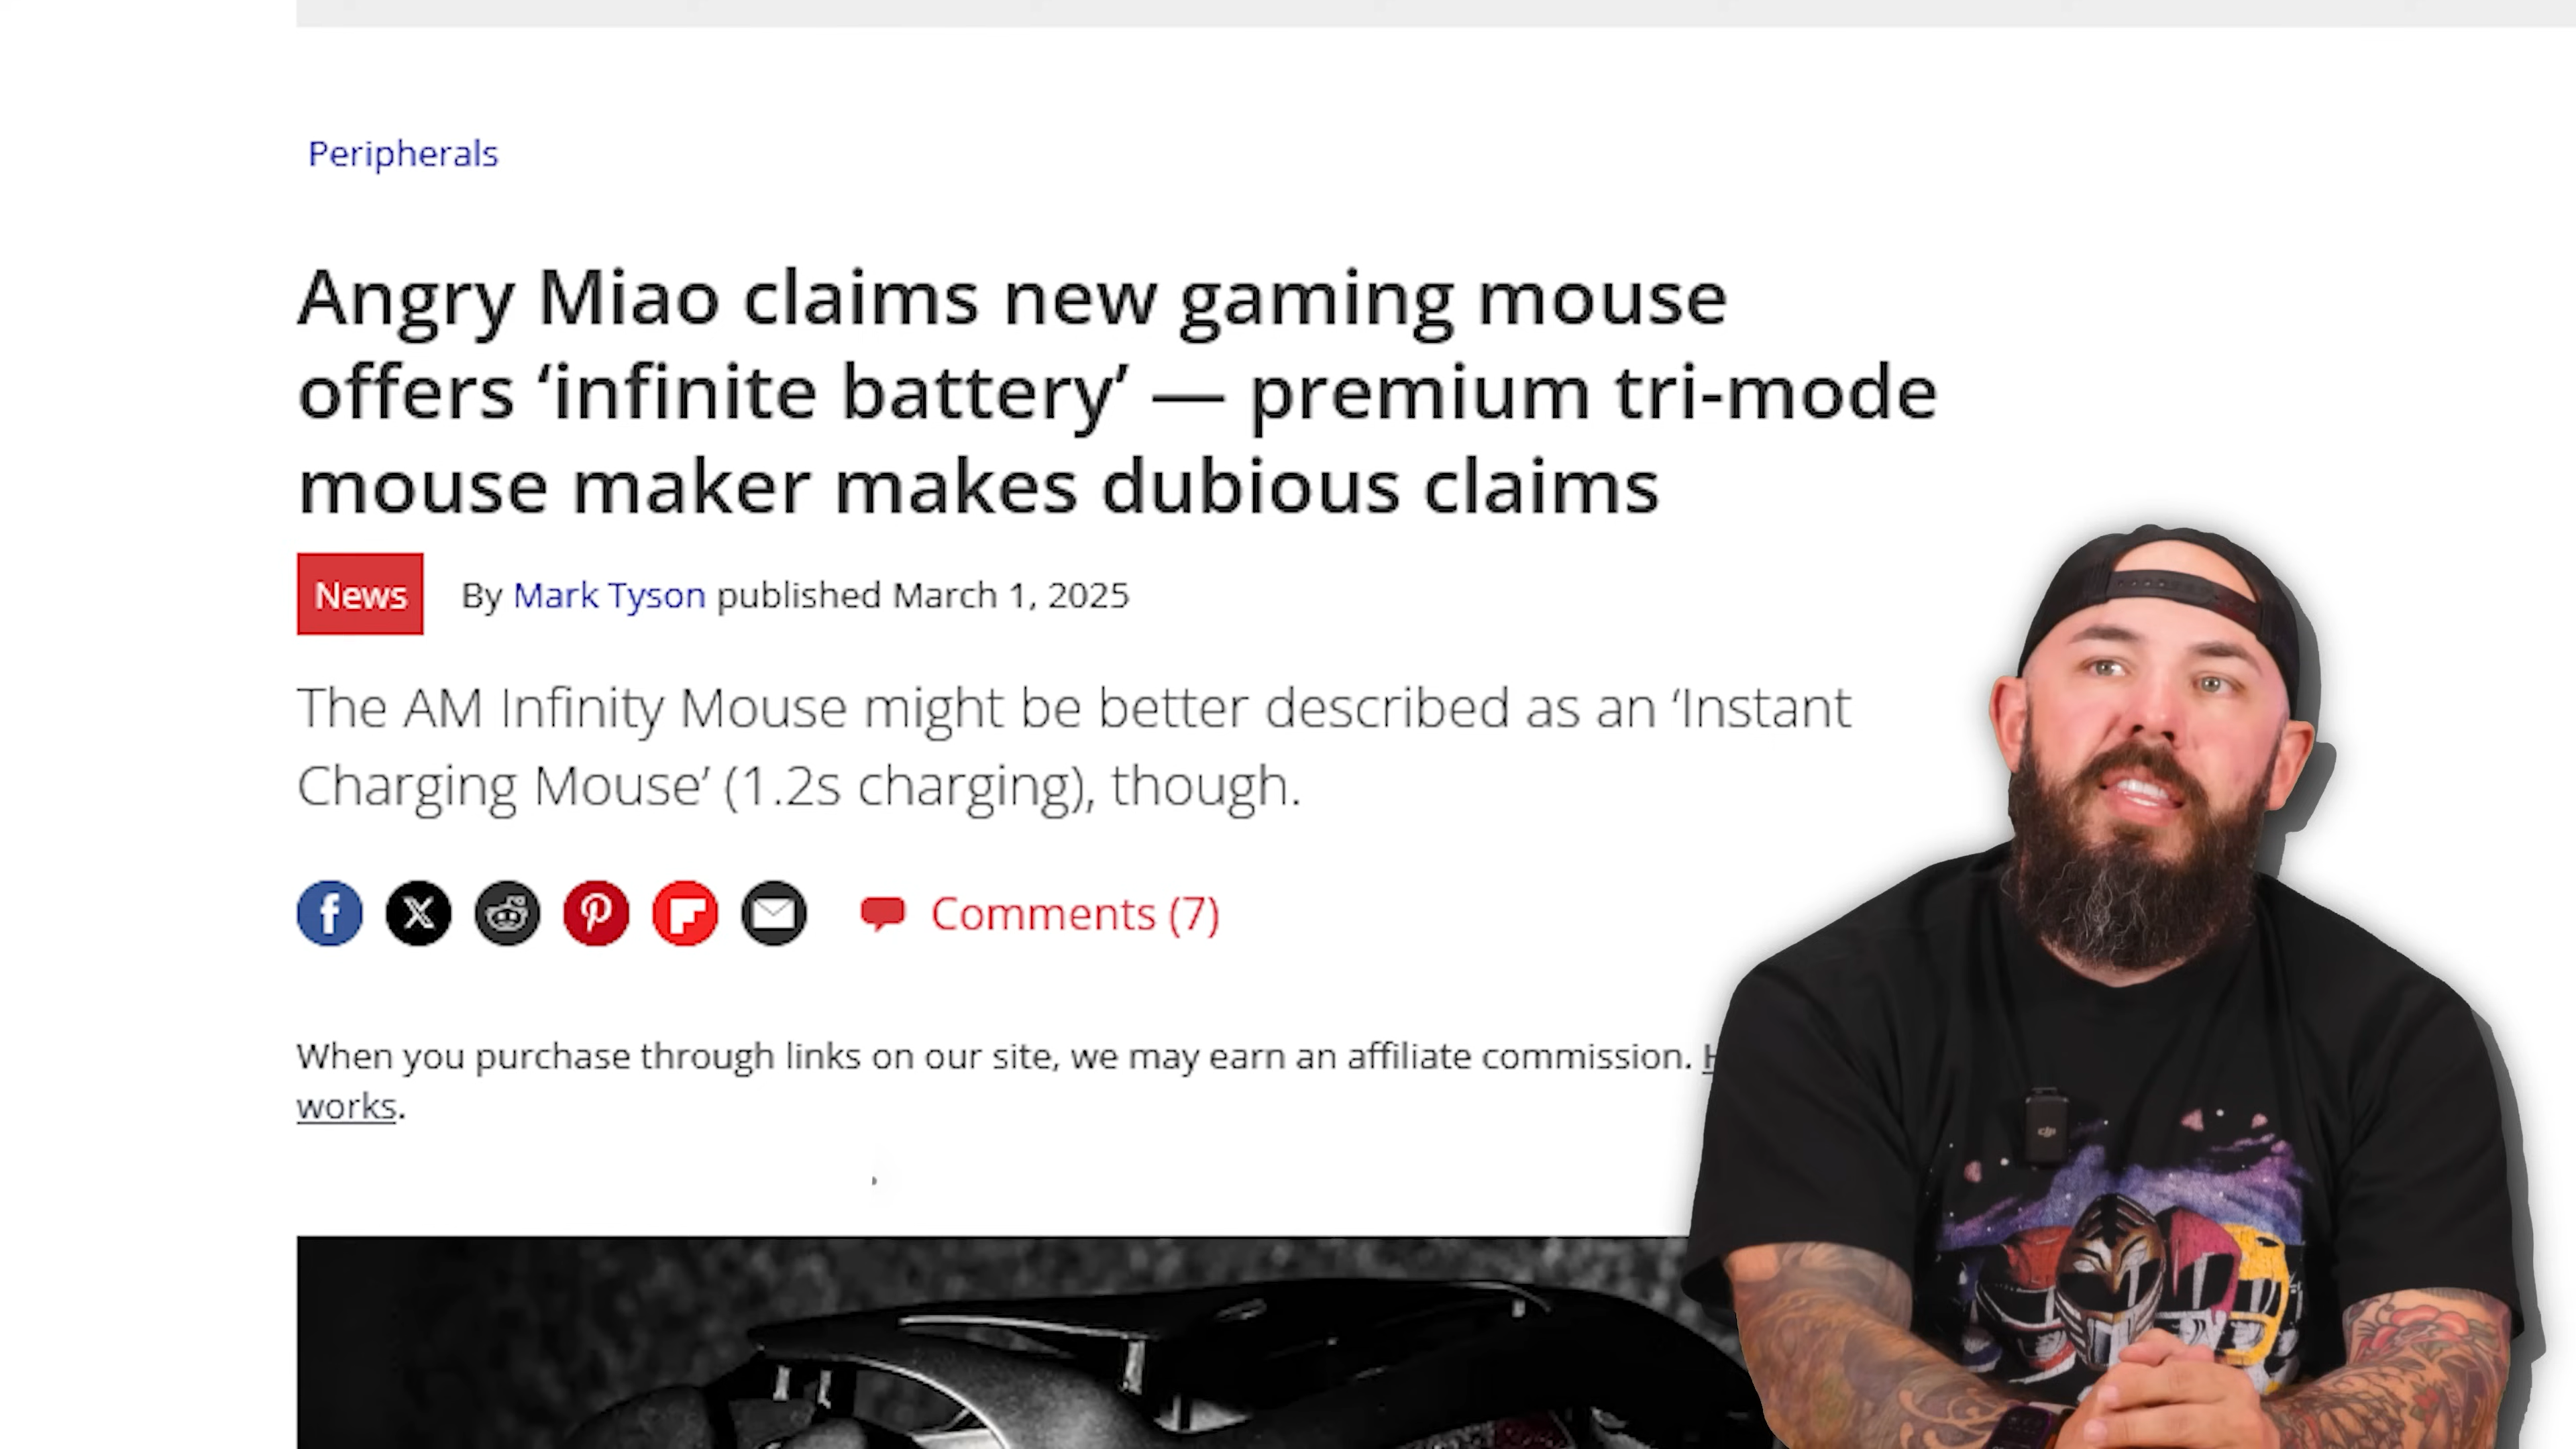 Peripherals
Angry Miao claims new gaming mouse
offers ‘infinite battery’ — premium tri-mode
mouse maker makes dubious claims
News
By Mark Tyson published March 1, 2025
The AM Infinity Mouse might be better described as an ‘Instant
Charging Mouse’ (1.2s charging), though.
Comments (7)
When you purchase through links on our site, we may earn an affiliate commission.
works.
dji